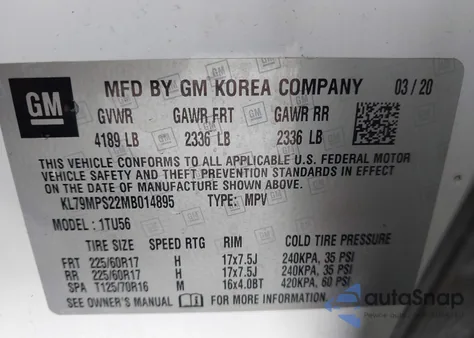 GM
MFD BY GM KOREA COMPANY 03/20
GVWR GAWR FRT GAWR RR
4189 LB 2336 LB 2336 LB
THIS VEHICLE CONFORMS TO ALL APPLICABLE U.S. FEDERAL MOTOR
VEHICLE SAFETY AND THEFT PREVENTION STANDARDS
IN EFFECT ON THE DATE OF MANUFACTURE SHOWN ABOVE.
KL79MPS22MB014895 TYPE: MPV
MODEL: 1TU56
TIRE SIZE SPEED RTG RIM COLD TIRE PRESSURE
FRT 225/60R17 H 17x7.5J 240KPA, 35 PSI
RR 225/60R17 H 17x7.5J 240KPA, 35 PSI
SPA T125/70R16 M 16x4.0BT 420KPA, 60 PSI
SEE OWNER'S MANUAL FOR MORE INFORMATION
autoSnap